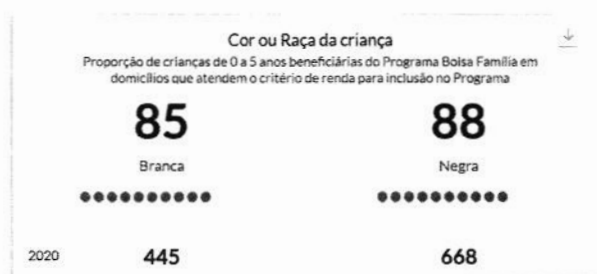 Cor ou Raça da criança
Proporção de crianças de 0 a 5 anos beneficiárias do Programa Bolsa Família em
domicílios que atendem o critério de renda para inclusão no Programa
85 88
Branca Negra
2020 445 668